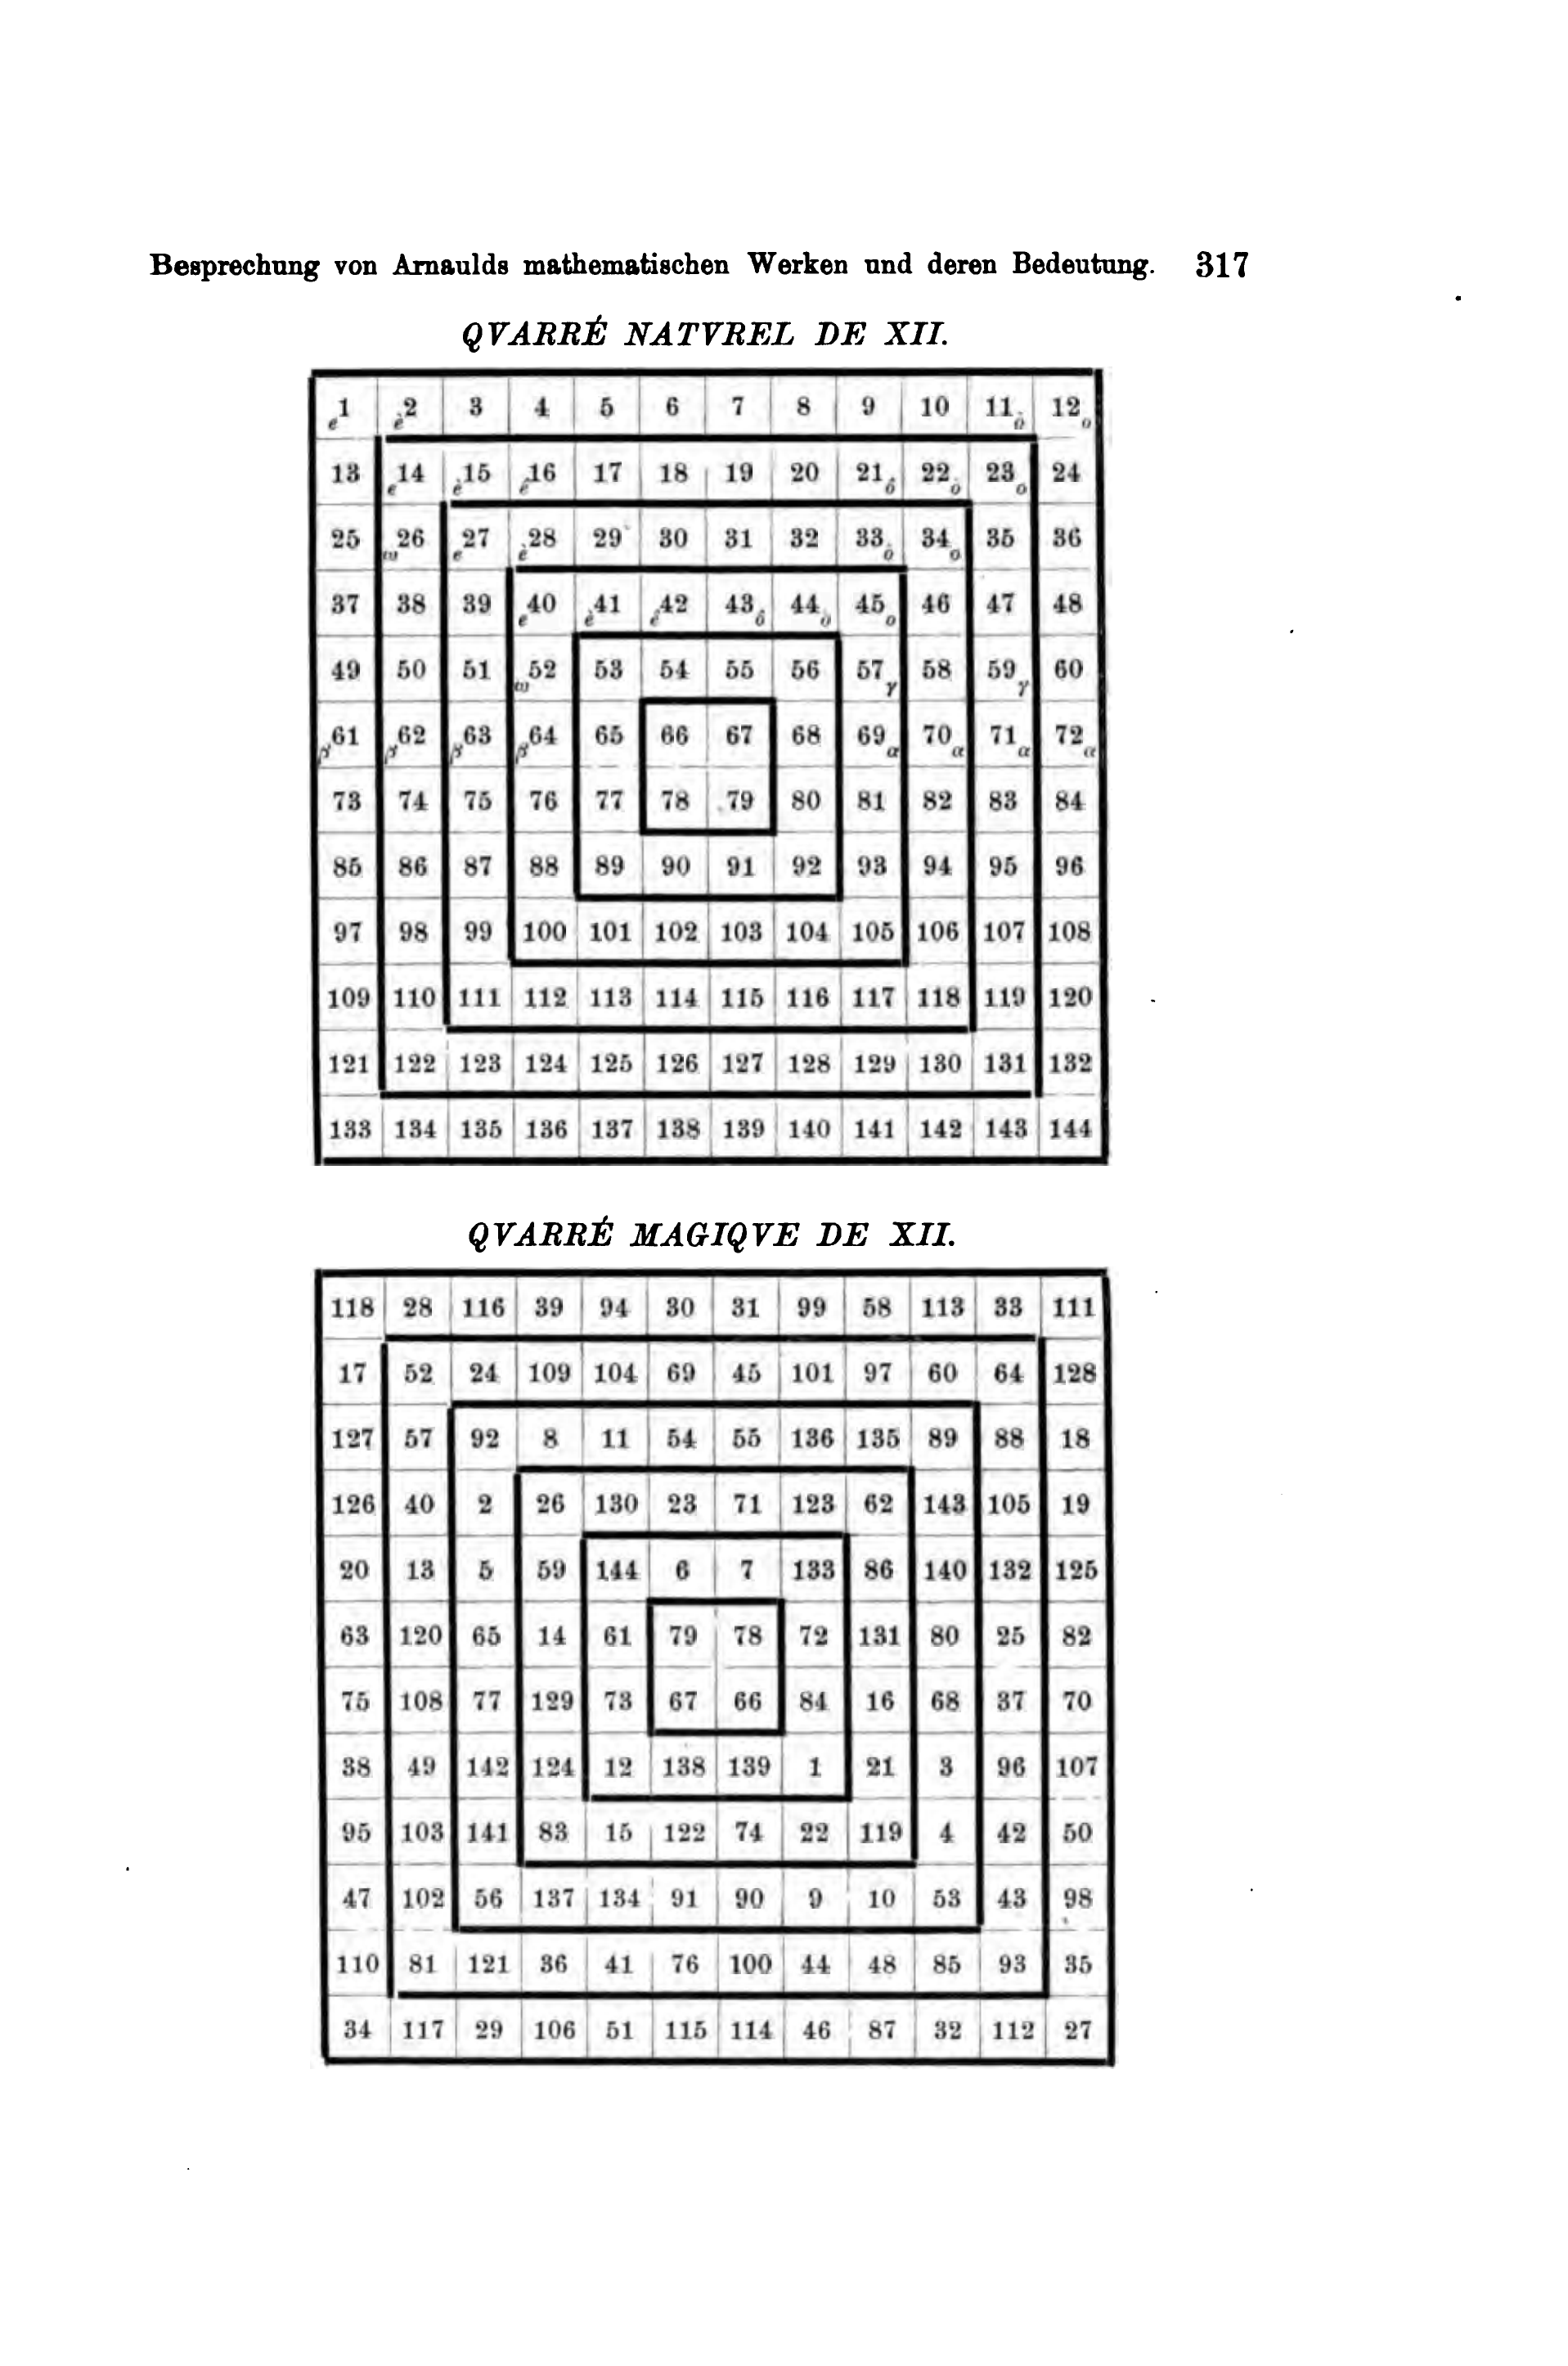 Besprechung von Arnaulds mathematischen Werken und deren Bedeutung. 317
QVARRÉ NATVREL DE XII.
1 2 3 4 5 6 7 8 9 10 11 12
e e o o
13 14 15 16 17 18 19 20 21 22 23 24
e e e o o o
25 26 27 28 29 30 31 32 33 34 35 36
ω e e o o
37 38 39 40 41 42 43 44 45 46 47 48
e e e o o o
49 50 51 52 53 54 55 56 57 58 59 60
ω γ γ
61 62 63 64 65 66 67 68 69 70 71 72
β β β β α α α α
73 74 75 76 77 78 79 80 81 82 83 84
85 86 87 88 89 90 91 92 93 94 95 96
97 98 99 100 101 102 103 104 105 106 107 108
109 110 111 112 113 114 115 116 117 118 119 120
121 122 123 124 125 126 127 128 129 130 131 132
133 134 135 136 137 138 139 140 141 142 143 144
QVARRÉ MAGIQVE DE XII.
118 28 116 39 94 30 31 99 58 113 33 111
17 52 24 109 104 69 45 101 97 60 64 128
127 57 92 8 11 54 55 136 135 89 88 18
126 40 2 26 130 23 71 123 62 143 105 19
20 13 5 59 144 6 7 133 86 140 132 125
63 120 65 14 61 79 78 72 131 80 25 82
75 108 77 129 73 67 66 84 16 68 37 70
38 49 142 124 12 138 139 1 21 3 96 107
95 103 141 83 15 122 74 22 119 4 42 50
47 102 56 137 134 91 90 9 10 53 43 98
110 81 121 36 41 76 100 44 48 85 93 35
34 117 29 106 51 115 114 46 87 32 112 27